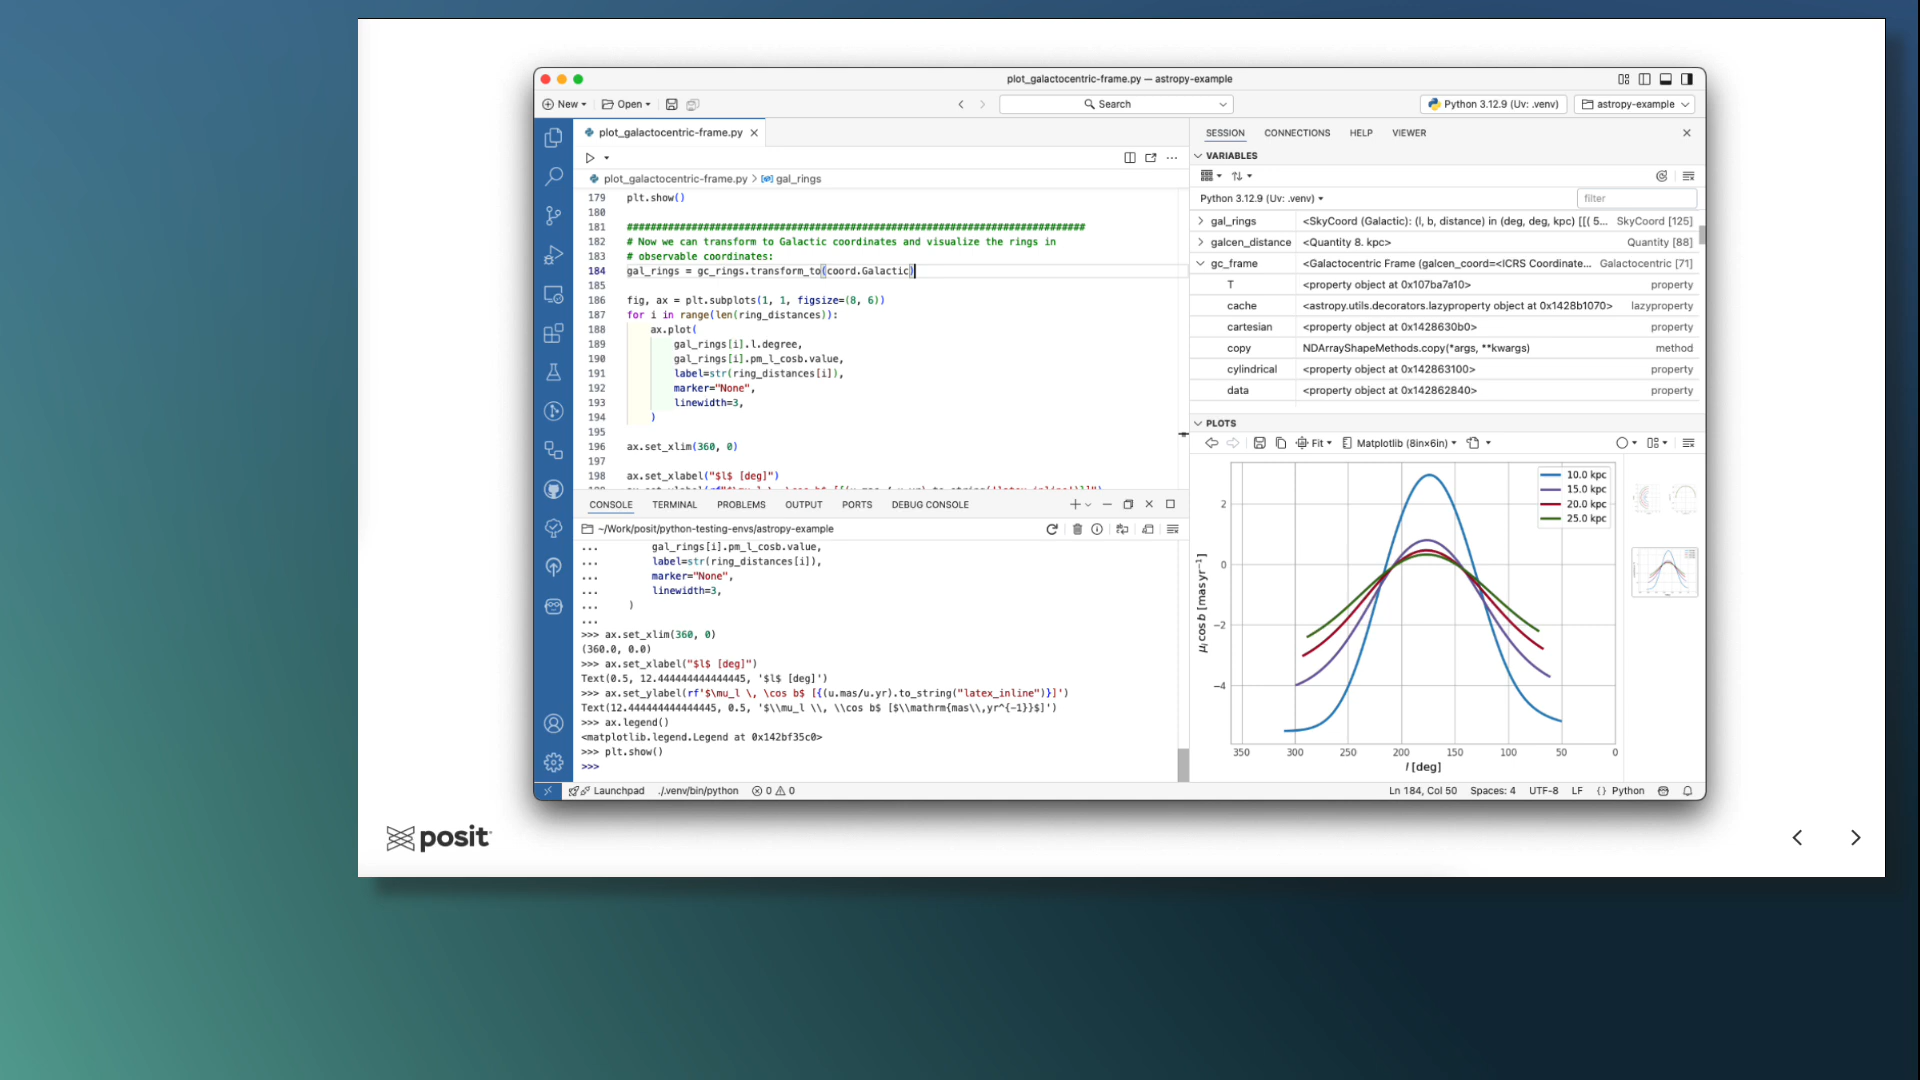 plot_galactocentric-frame.py — astropy-example
New
Open
Search
Python 3.12.9 (Uv: .venv)
astropy-example
plot_galactocentric-frame.py
plot_galactocentric-frame.py > gal_rings
179 plt.show()
180
181 ##############################################################################
182 # Now we can transform to Galactic coordinates and visualize the rings in
183 # observable coordinates:
184 gal_rings = gc_rings.transform_to(coord.Galactic)
185
186 fig, ax = plt.subplots(1, 1, figsize=(8, 6))
187 for i in range(len(ring_distances)):
188 ax.plot(
189 gal_rings[i].l.degree,
190 gal_rings[i].pm_l_cosb.value,
191 label=str(ring_distances[i]),
192 marker="None",
193 linewidth=3,
194 )
195
196 ax.set_xlim(360, 0)
197
198 ax.set_xlabel("$l$ [deg]")
CONSOLE TERMINAL PROBLEMS OUTPUT PORTS DEBUG CONSOLE
~/Work/posit/python-testing-envs/astropy-example
... gal_rings[i].pm_l_cosb.value,
... label=str(ring_distances[i]),
... marker="None",
... linewidth=3,
... )
...
>>> ax.set_xlim(360, 0)
(360.0, 0.0)
>>> ax.set_xlabel("$l$ [deg]")
Text(0.5, 12.444444444444445, '$l$ [deg]')
>>> ax.set_ylabel(rf'$\mu_l \, \cos b$ [{(u.mas/u.yr).to_string("latex_inline")}]')
Text(12.444444444444445, 0.5, '$\\mu_l \\, \\cos b$ [$\\mathrm{mas\\,yr^{-1}}$]')
>>> ax.legend()
<matplotlib.legend.Legend at 0x142bf35c0>
>>> plt.show()
>>>
SESSION CONNECTIONS HELP VIEWER
VARIABLES
Python 3.12.9 (Uv: .venv)
filter
gal_rings <SkyCoord (Galactic): (l, b, distance) in (deg, deg, kpc) [[( 5... SkyCoord [125]
galcen_distance <Quantity 8. kpc> Quantity [88]
gc_frame <Galactocentric Frame (galcen_coord=<ICRS Coordinate... Galactocentric [71]
T <property object at 0x107ba7a10> property
cache <astropy.utils.decorators.lazyproperty object at 0x1428b1070> lazyproperty
cartesian <property object at 0x1428630b0> property
copy NDArrayShapeMethods.copy(*args, **kwargs) method
cylindrical <property object at 0x142863100> property
data <property object at 0x142862840> property
PLOTS
Fit
Matplotlib (8in×6in)
10.0 kpc
15.0 kpc
20.0 kpc
25.0 kpc
2
0
−2
−4
μl cos b [mas yr⁻¹]
350 300 250 200 150 100 50 0
l [deg]
Launchpad ./.venv/bin/python 0 0
Ln 184, Col 50 Spaces: 4 UTF-8 LF {} Python
posit